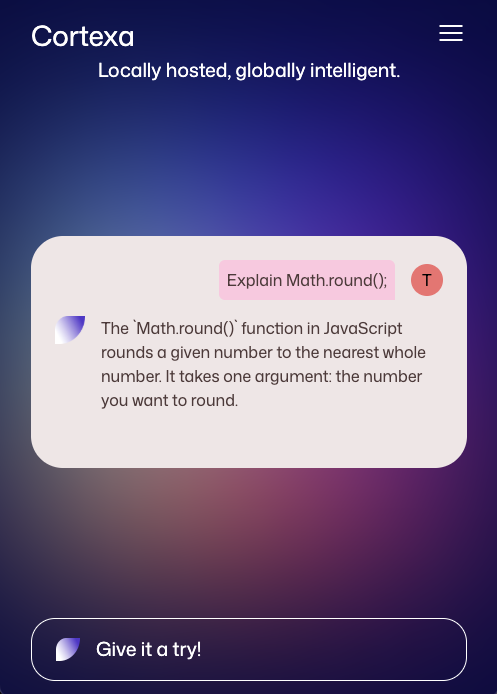 Cortexa
Locally hosted, globally intelligent.
Explain Math.round();
T
The `Math.round()` function in JavaScript
rounds a given number to the nearest whole
number. It takes one argument: the number
you want to round.
Give it a try!